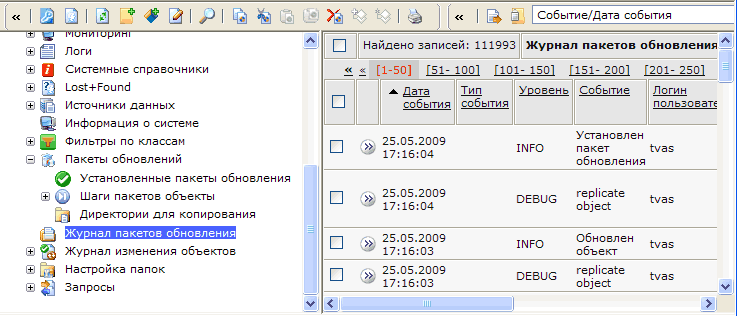 Событие/Дата события
Мониторинг
Логи
Системные справочники
Lost+Found
Источники данных
Информация о системе
Фильтры по классам
Пакеты обновлений
Установленные пакеты обновления
Шаги пакетов объекты
Директории для копирования
Журнал пакетов обновления
Журнал изменения объектов
Настройка папок
Запросы
Найдено записей: 111993 Журнал пакетов обновления
« « [1-50] [51- 100] [101- 150] [151- 200] [201- 250]
Дата Тип Уровень Событие Логин
события события пользовате
25.05.2009
17:16:04
INFO
Установлен
пакет
обновления
tvas
25.05.2009
17:16:04
DEBUG
replicate
object
tvas
25.05.2009
17:16:03
INFO
Обновлен
объект
tvas
25.05.2009
17:16:03
DEBUG
replicate
object
tvas